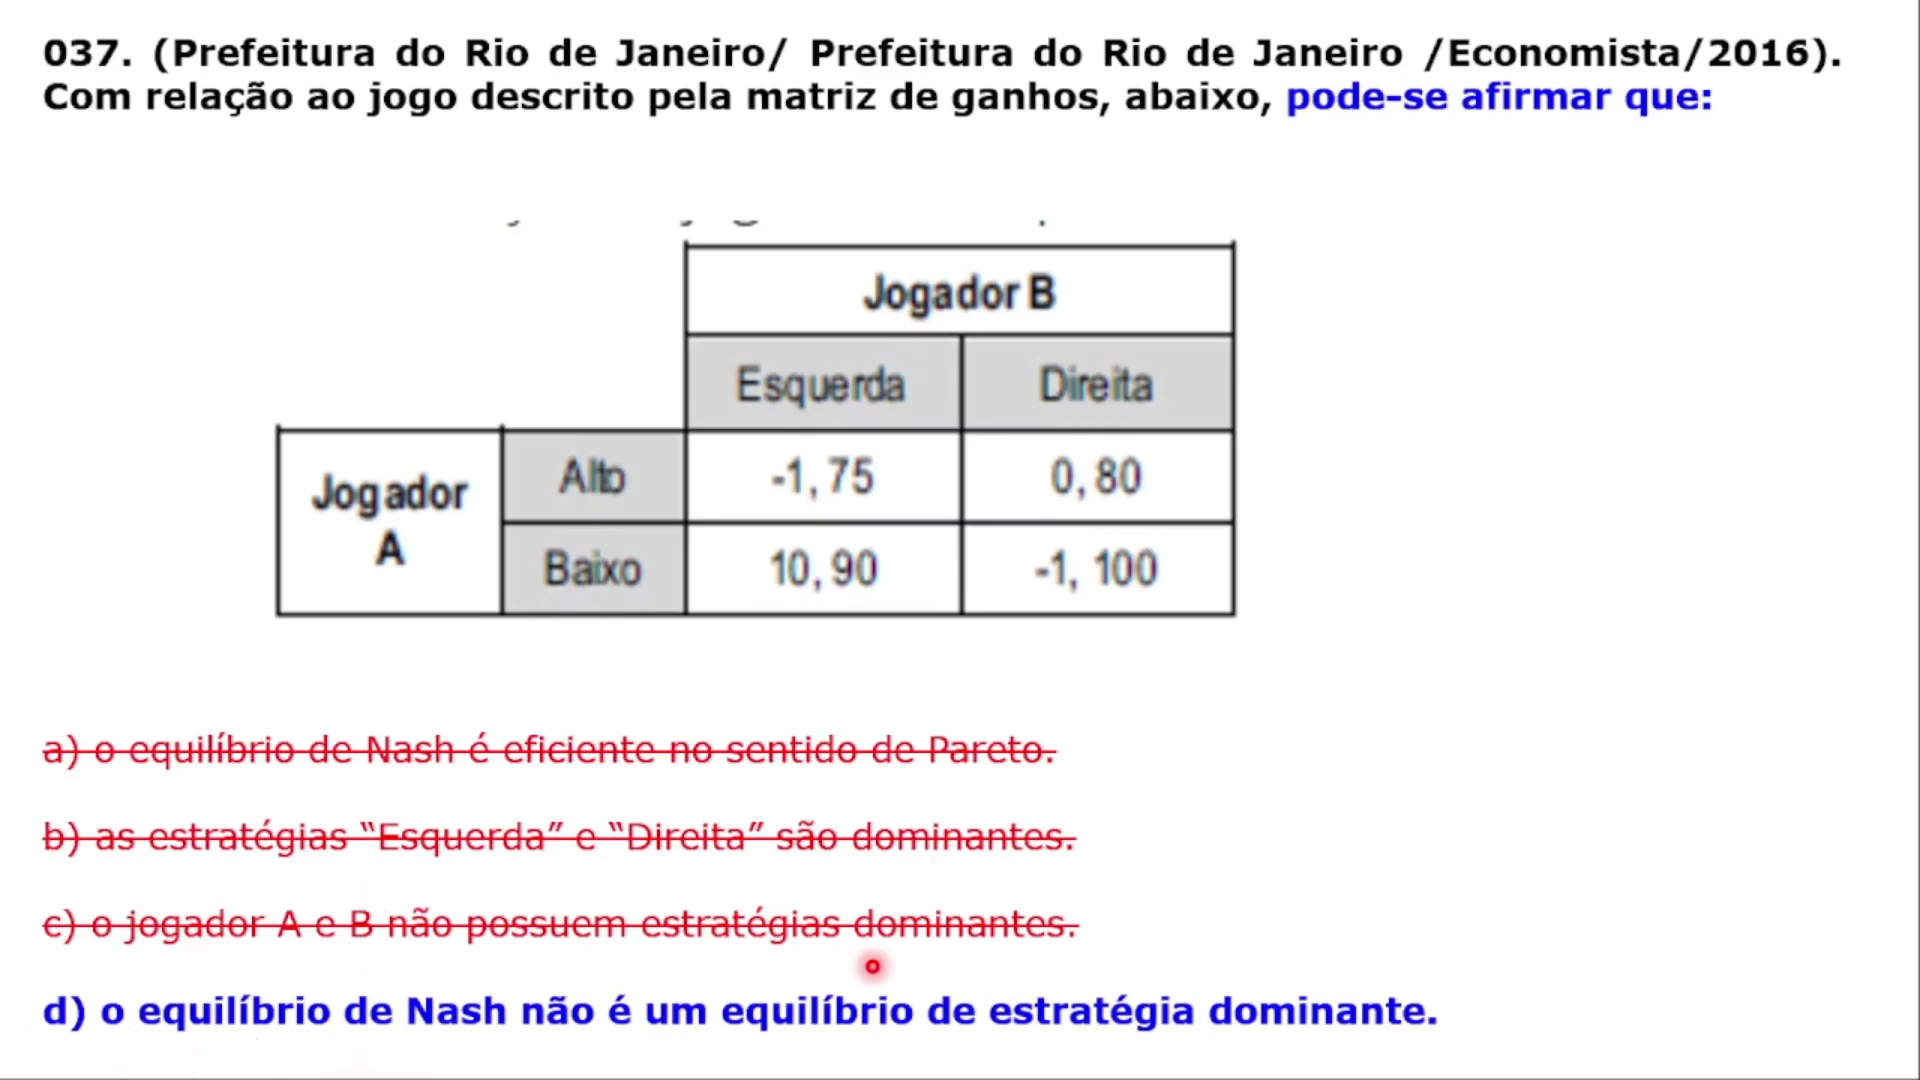 037. (Prefeitura do Rio de Janeiro/ Prefeitura do Rio de Janeiro /Economista/2016).
Com relação ao jogo descrito pela matriz de ganhos, abaixo, pode-se afirmar que:
Jogador B
Esquerda Direita
Jogador A Alto -1, 75 0, 80
Baixo 10, 90 -1, 100
a) o equilíbrio de Nash é eficiente no sentido de Pareto.
b) as estratégias “Esquerda” e “Direita” são dominantes.
c) o jogador A e B não possuem estratégias dominantes.
d) o equilíbrio de Nash não é um equilíbrio de estratégia dominante.